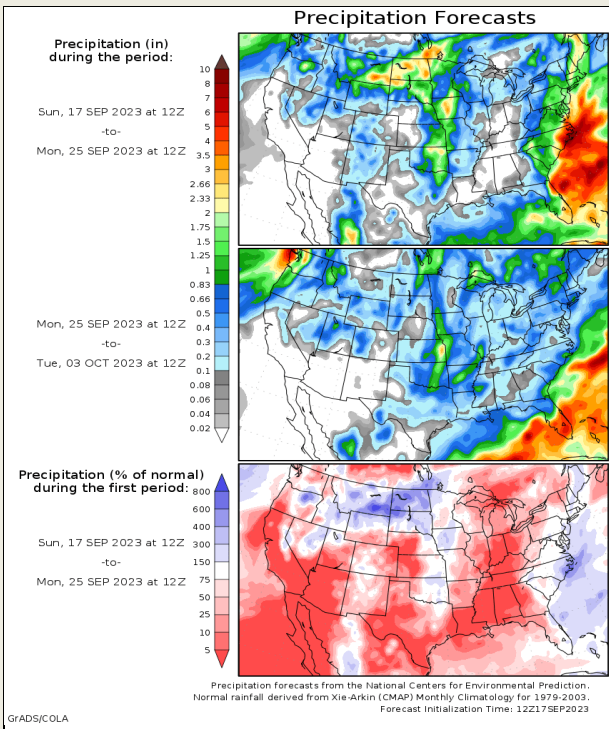 Precipitation Forecasts
Precipitation (in)
during the period:
Sun, 17 SEP 2023 at 12Z
-to-
Mon, 25 SEP 2023 at 12Z
10
8
7
6
5
4
3.5
3
2.66
2.33
2
1.75
1.5
1.25
1
0.83
0.66
0.5
0.4
0.3
0.2
0.1
0.08
0.06
0.04
0.02
Mon, 25 SEP 2023 at 12Z
-to-
Tue, 03 OCT 2023 at 12Z
Precipitation (% of normal)
during the first period:
Sun, 17 SEP 2023 at 12Z
-to-
Mon, 25 SEP 2023 at 12Z
800
600
400
300
150
75
50
25
10
5
Precipitation forecasts from the National Centers for Environmental Prediction.
Normal rainfall derived from Xie-Arkin (CMAP) Monthly Climatology for 1979-2003.
Forecast Initialization Time: 12Z17SEP2023
GrADS/COLA